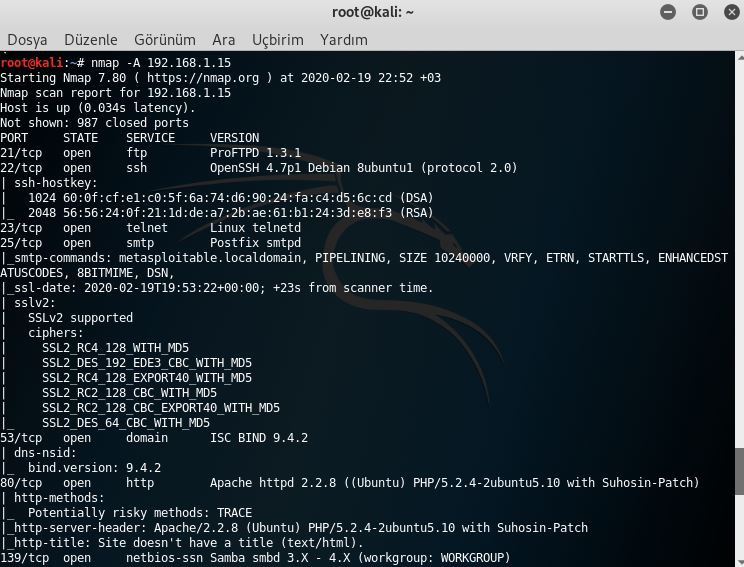 root@kali: ~
Dosya Düzenle Görünüm Ara Uçbirim Yardım
root@kali:~# nmap -A 192.168.1.15
Starting Nmap 7.80 ( https://nmap.org ) at 2020-02-19 22:52 +03
Nmap scan report for 192.168.1.15
Host is up (0.034s latency).
Not shown: 987 closed ports
PORT STATE SERVICE VERSION
21/tcp open ftp ProFTPD 1.3.1
22/tcp open ssh OpenSSH 4.7p1 Debian 8ubuntu1 (protocol 2.0)
| ssh-hostkey:
| 1024 60:0f:cf:e1:c0:5f:6a:74:d6:90:24:fa:c4:d5:6c:cd (DSA)
|_ 2048 56:56:24:0f:21:1d:de:a7:2b:ae:61:b1:24:3d:e8:f3 (RSA)
23/tcp open telnet Linux telnetd
25/tcp open smtp Postfix smtpd
|_smtp-commands: metasploitable.localdomain, PIPELINING, SIZE 10240000, VRFY, ETRN, STARTTLS, ENHANCEDST
ATUSCODES, 8BITMIME, DSN,
|_ssl-date: 2020-02-19T19:53:22+00:00; +23s from scanner time.
| sslv2:
| SSLv2 supported
| ciphers:
| SSL2_RC4_128_WITH_MD5
| SSL2_DES_192_EDE3_CBC_WITH_MD5
| SSL2_RC4_128_EXPORT40_WITH_MD5
| SSL2_RC2_128_CBC_WITH_MD5
| SSL2_RC2_128_CBC_EXPORT40_WITH_MD5
|_ SSL2_DES_64_CBC_WITH_MD5
53/tcp open domain ISC BIND 9.4.2
| dns-nsid:
|_ bind.version: 9.4.2
80/tcp open http Apache httpd 2.2.8 ((Ubuntu) PHP/5.2.4-2ubuntu5.10 with Suhosin-Patch)
| http-methods:
|_ Potentially risky methods: TRACE
|_http-server-header: Apache/2.2.8 (Ubuntu) PHP/5.2.4-2ubuntu5.10 with Suhosin-Patch
|_http-title: Site doesn't have a title (text/html).
139/tcp open netbios-ssn Samba smbd 3.X - 4.X (workgroup: WORKGROUP)